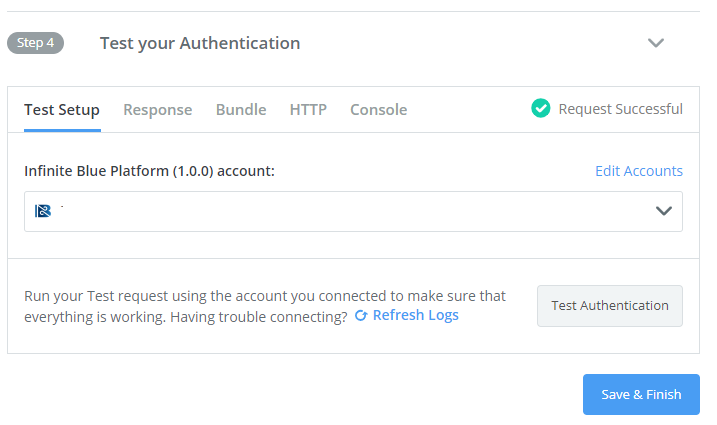 Step 4 Test your Authentication
Test Setup Response Bundle HTTP Console Request Successful
Infinite Blue Platform (1.0.0) account: Edit Accounts
Run your Test request using the account you connected to make sure that
everything is working. Having trouble connecting? Refresh Logs
Test Authentication
Save & Finish